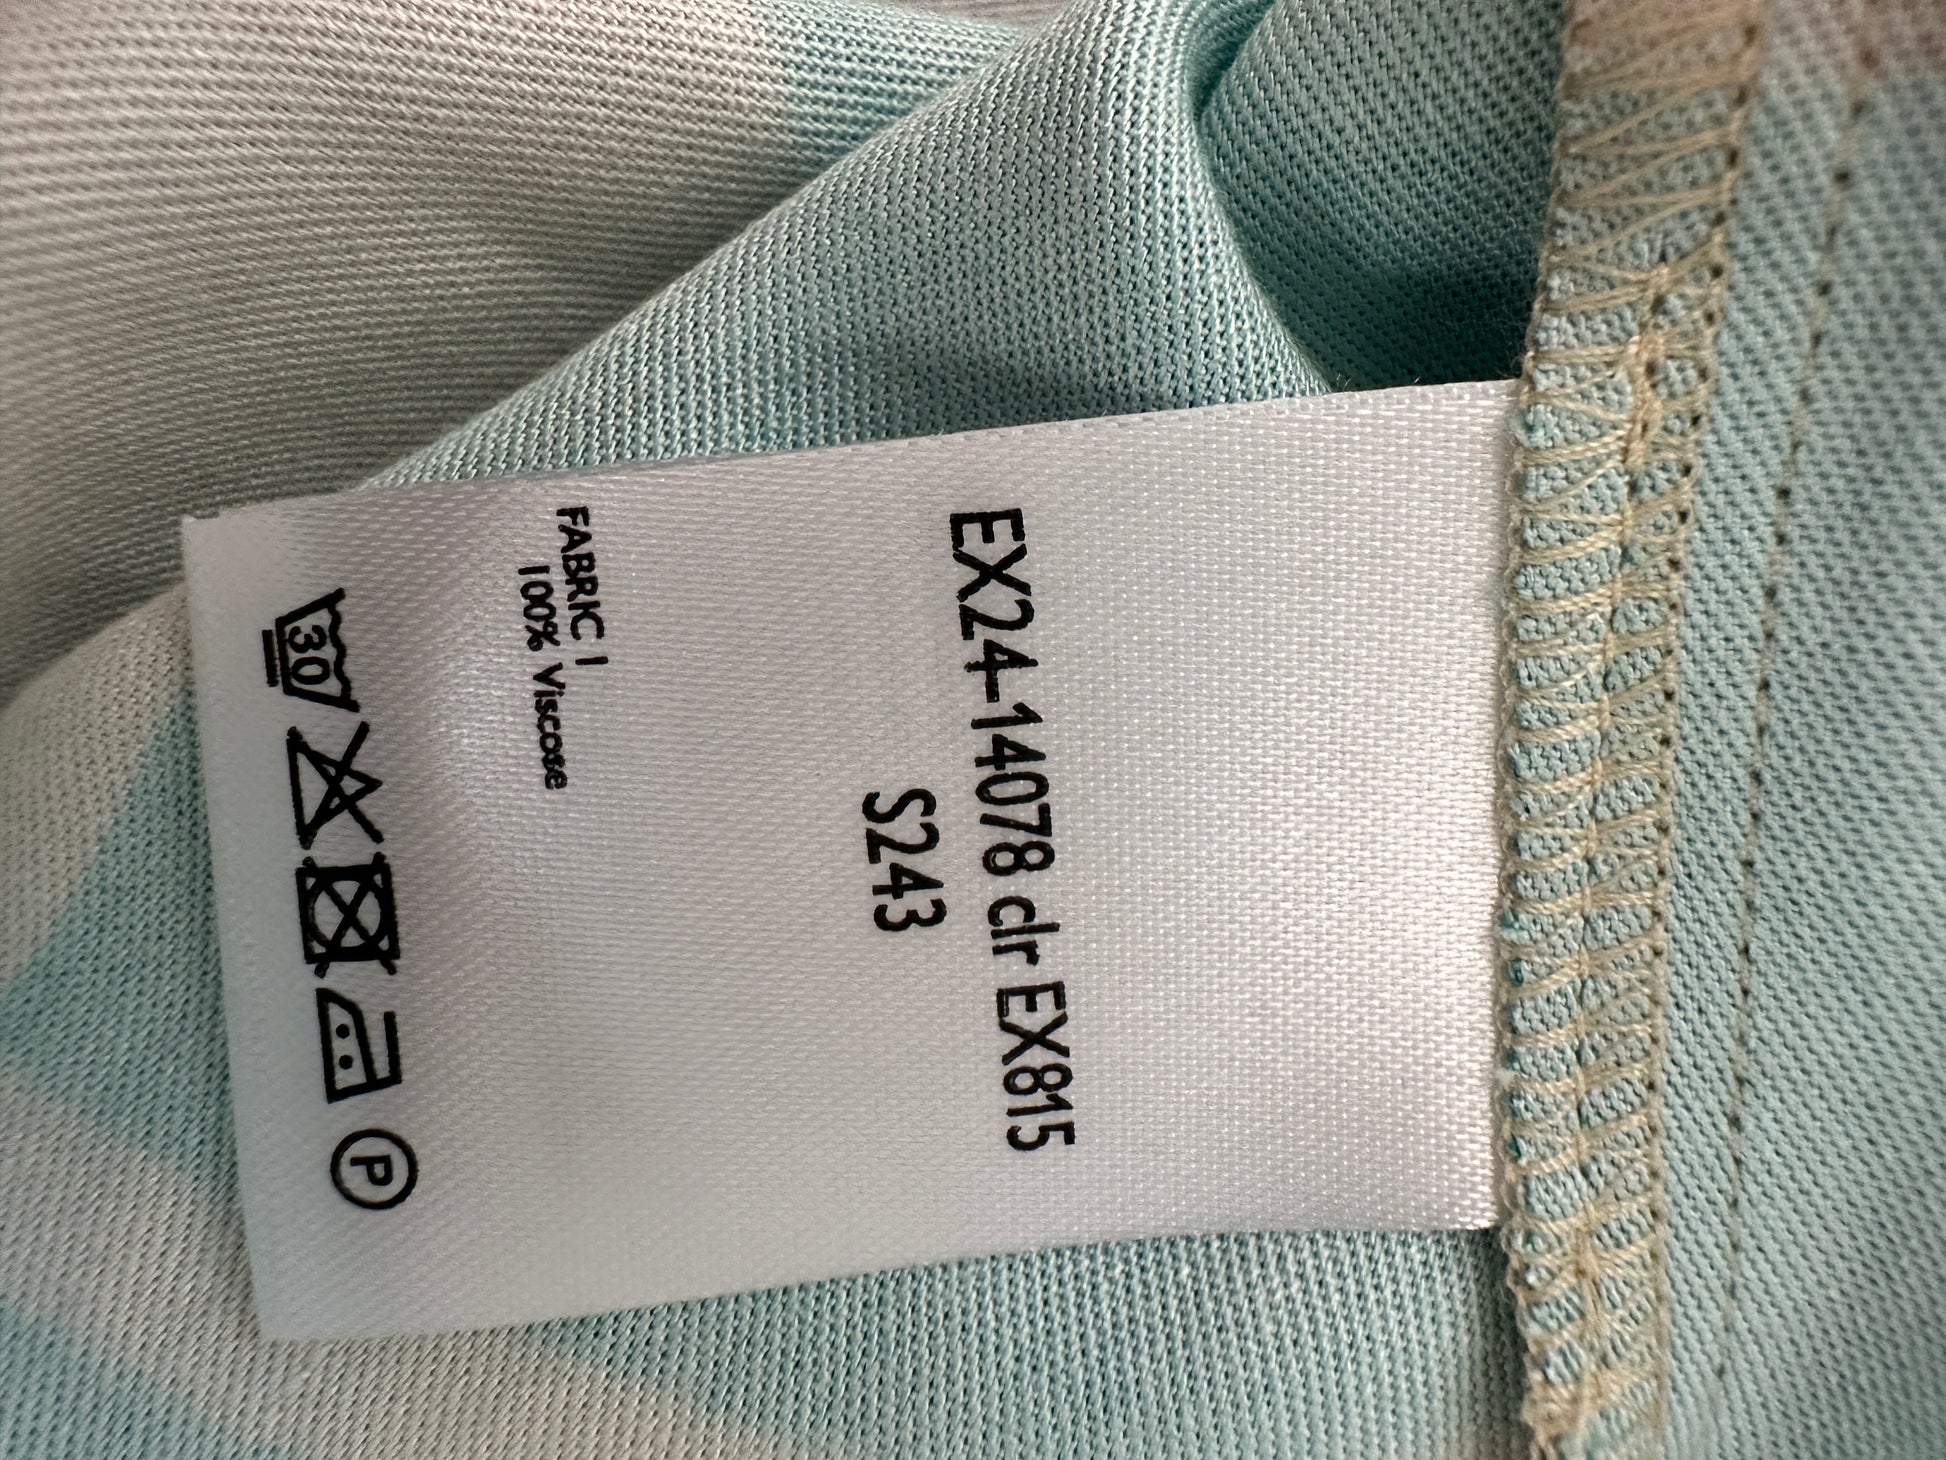 EX24-14078 clr EX815
S243
FABRIC 1
100% Viscose
30
P